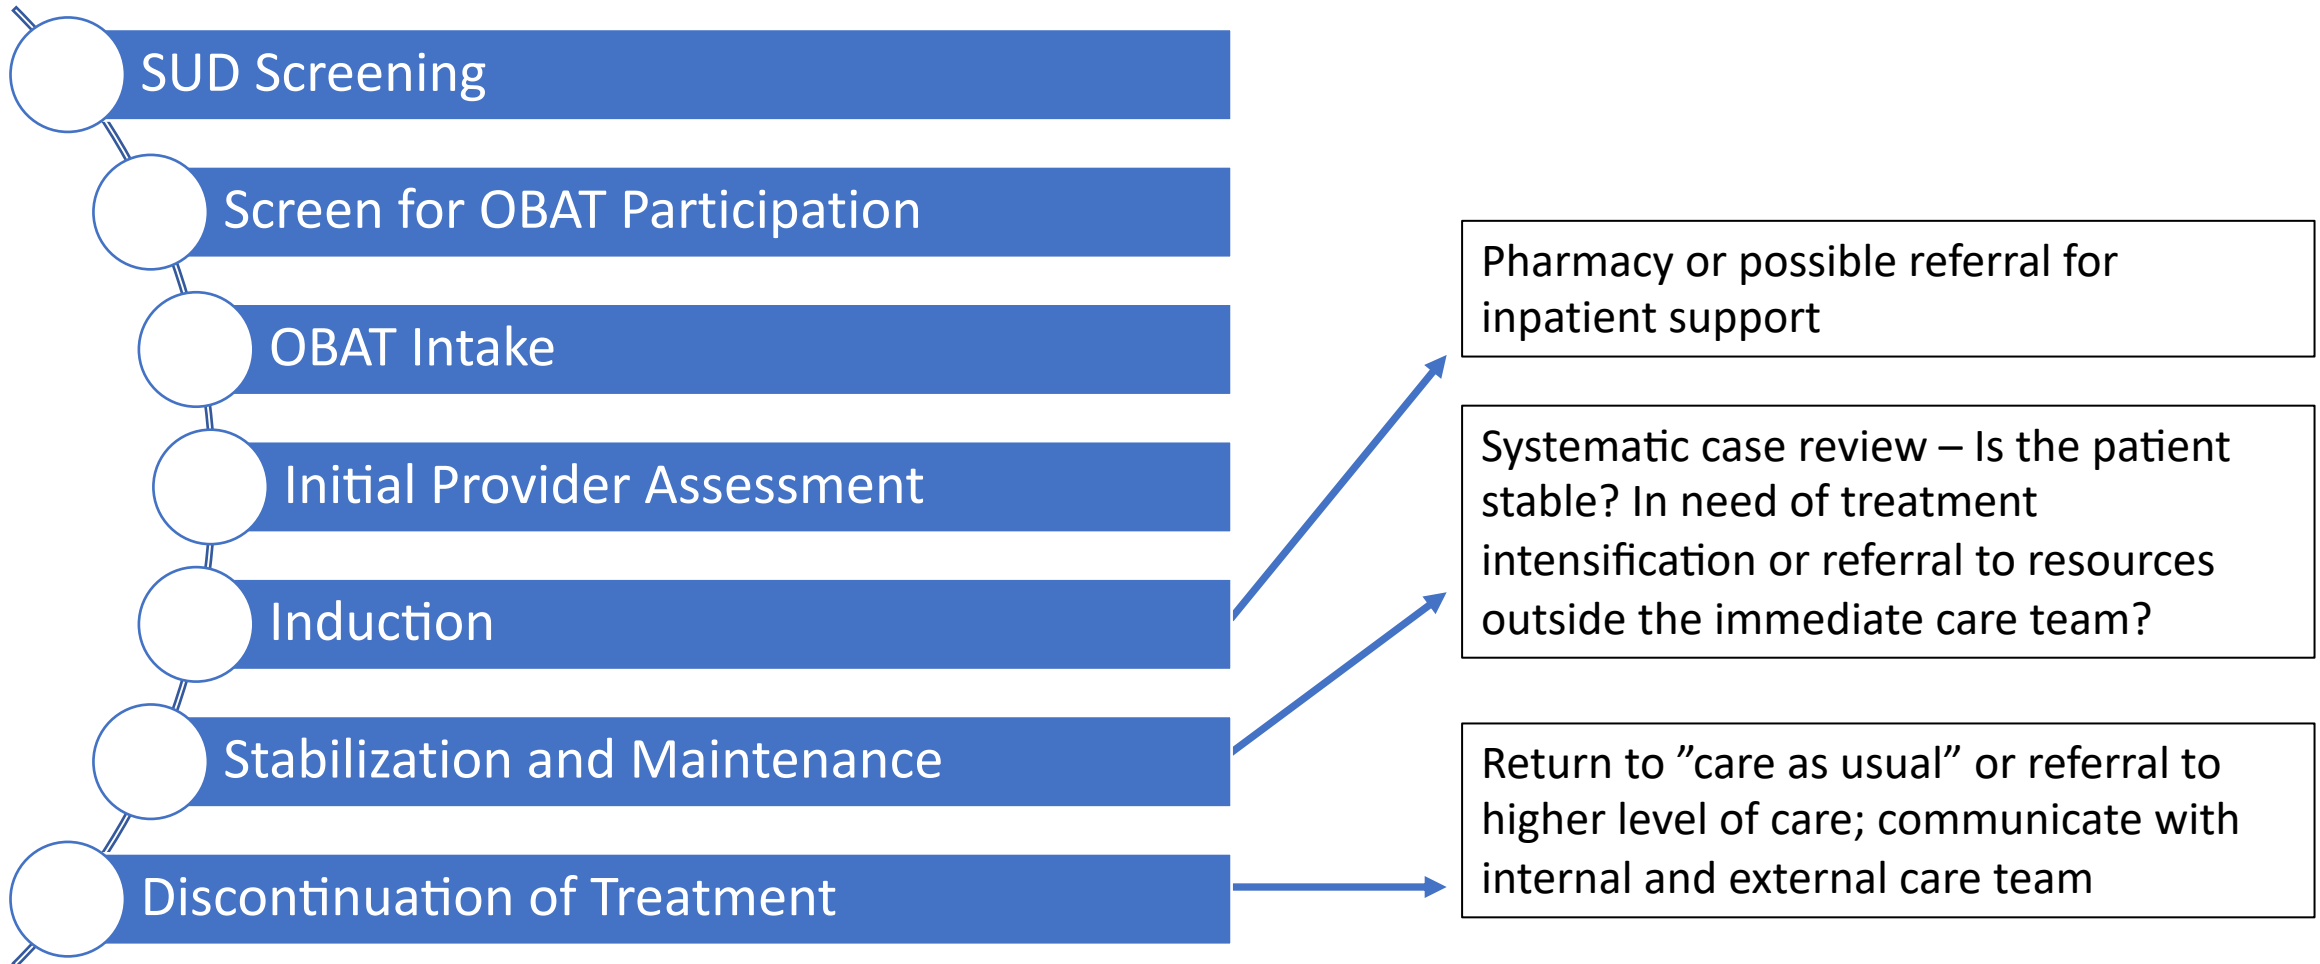 SUD Screening
Screen for OBAT Participation
OBAT Intake
Initial Provider Assessment
Induction
Stabilization and Maintenance
Discontinuation of Treatment
Pharmacy or possible referral for
inpatient support
Systematic case review – Is the patient
stable? In need of treatment
intensification or referral to resources
outside the immediate care team?
Return to ”care as usual” or referral to
higher level of care; communicate with
internal and external care team